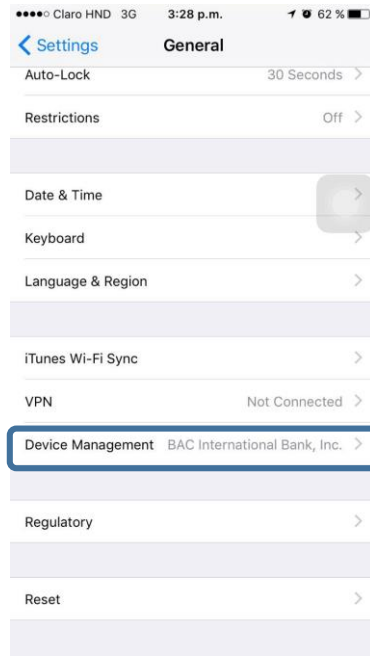 Claro HND 3G 3:28 p.m. 62 %
Settings General
Auto-Lock 30 Seconds
Restrictions Off
Date & Time
Keyboard
Language & Region
iTunes Wi-Fi Sync
VPN Not Connected
Device Management BAC International Bank, Inc.
Regulatory
Reset